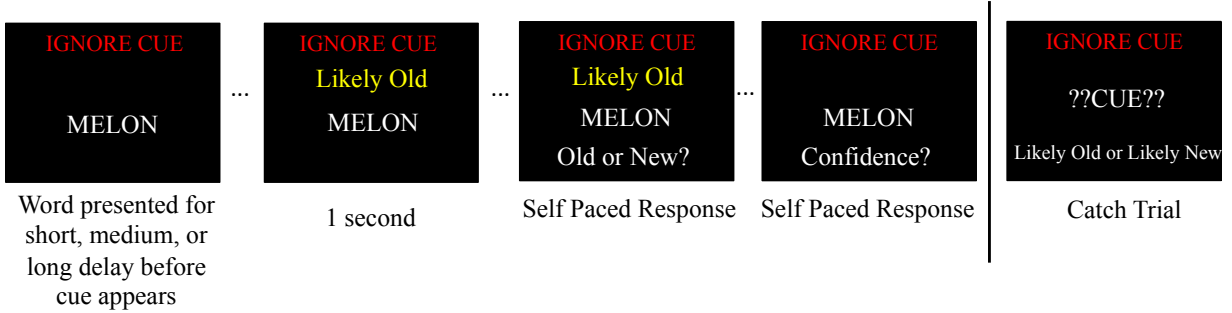 IGNORE CUE
MELON
Word presented for
short, medium, or
long delay before
cue appears
...
IGNORE CUE
Likely Old
MELON
1 second
...
IGNORE CUE
Likely Old
MELON
Old or New?
Self Paced Response
...
IGNORE CUE
MELON
Confidence?
Self Paced Response
IGNORE CUE
??CUE??
Likely Old or Likely New
Catch Trial